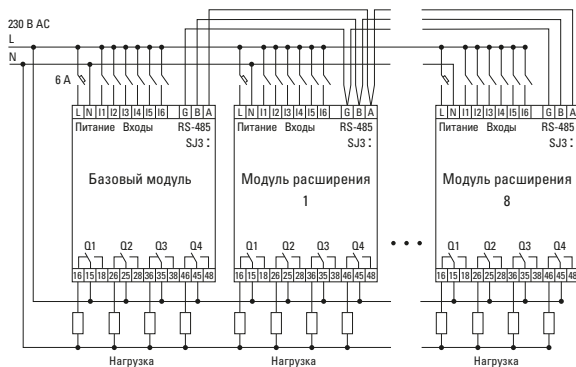 230 В AC
L
N
6 A
L N I1 I2 I3 I4 I5 I6 G B A
Питание Входы RS-485
SJ3
Базовый модуль
Q1 Q2 Q3 Q4
16 15 18 26 25 28 36 35 38 46 45 48
Нагрузка
L N I1 I2 I3 I4 I5 I6 G B A
Питание Входы RS-485
SJ3
Модуль расширения
1
Q1 Q2 Q3 Q4
16 15 18 26 25 28 36 35 38 46 45 48
Нагрузка
• • •
L N I1 I2 I3 I4 I5 I6 G B A
Питание Входы RS-485
SJ3
Модуль расширения
8
Q1 Q2 Q3 Q4
16 15 18 26 25 28 36 35 38 46 45 48
Нагрузка